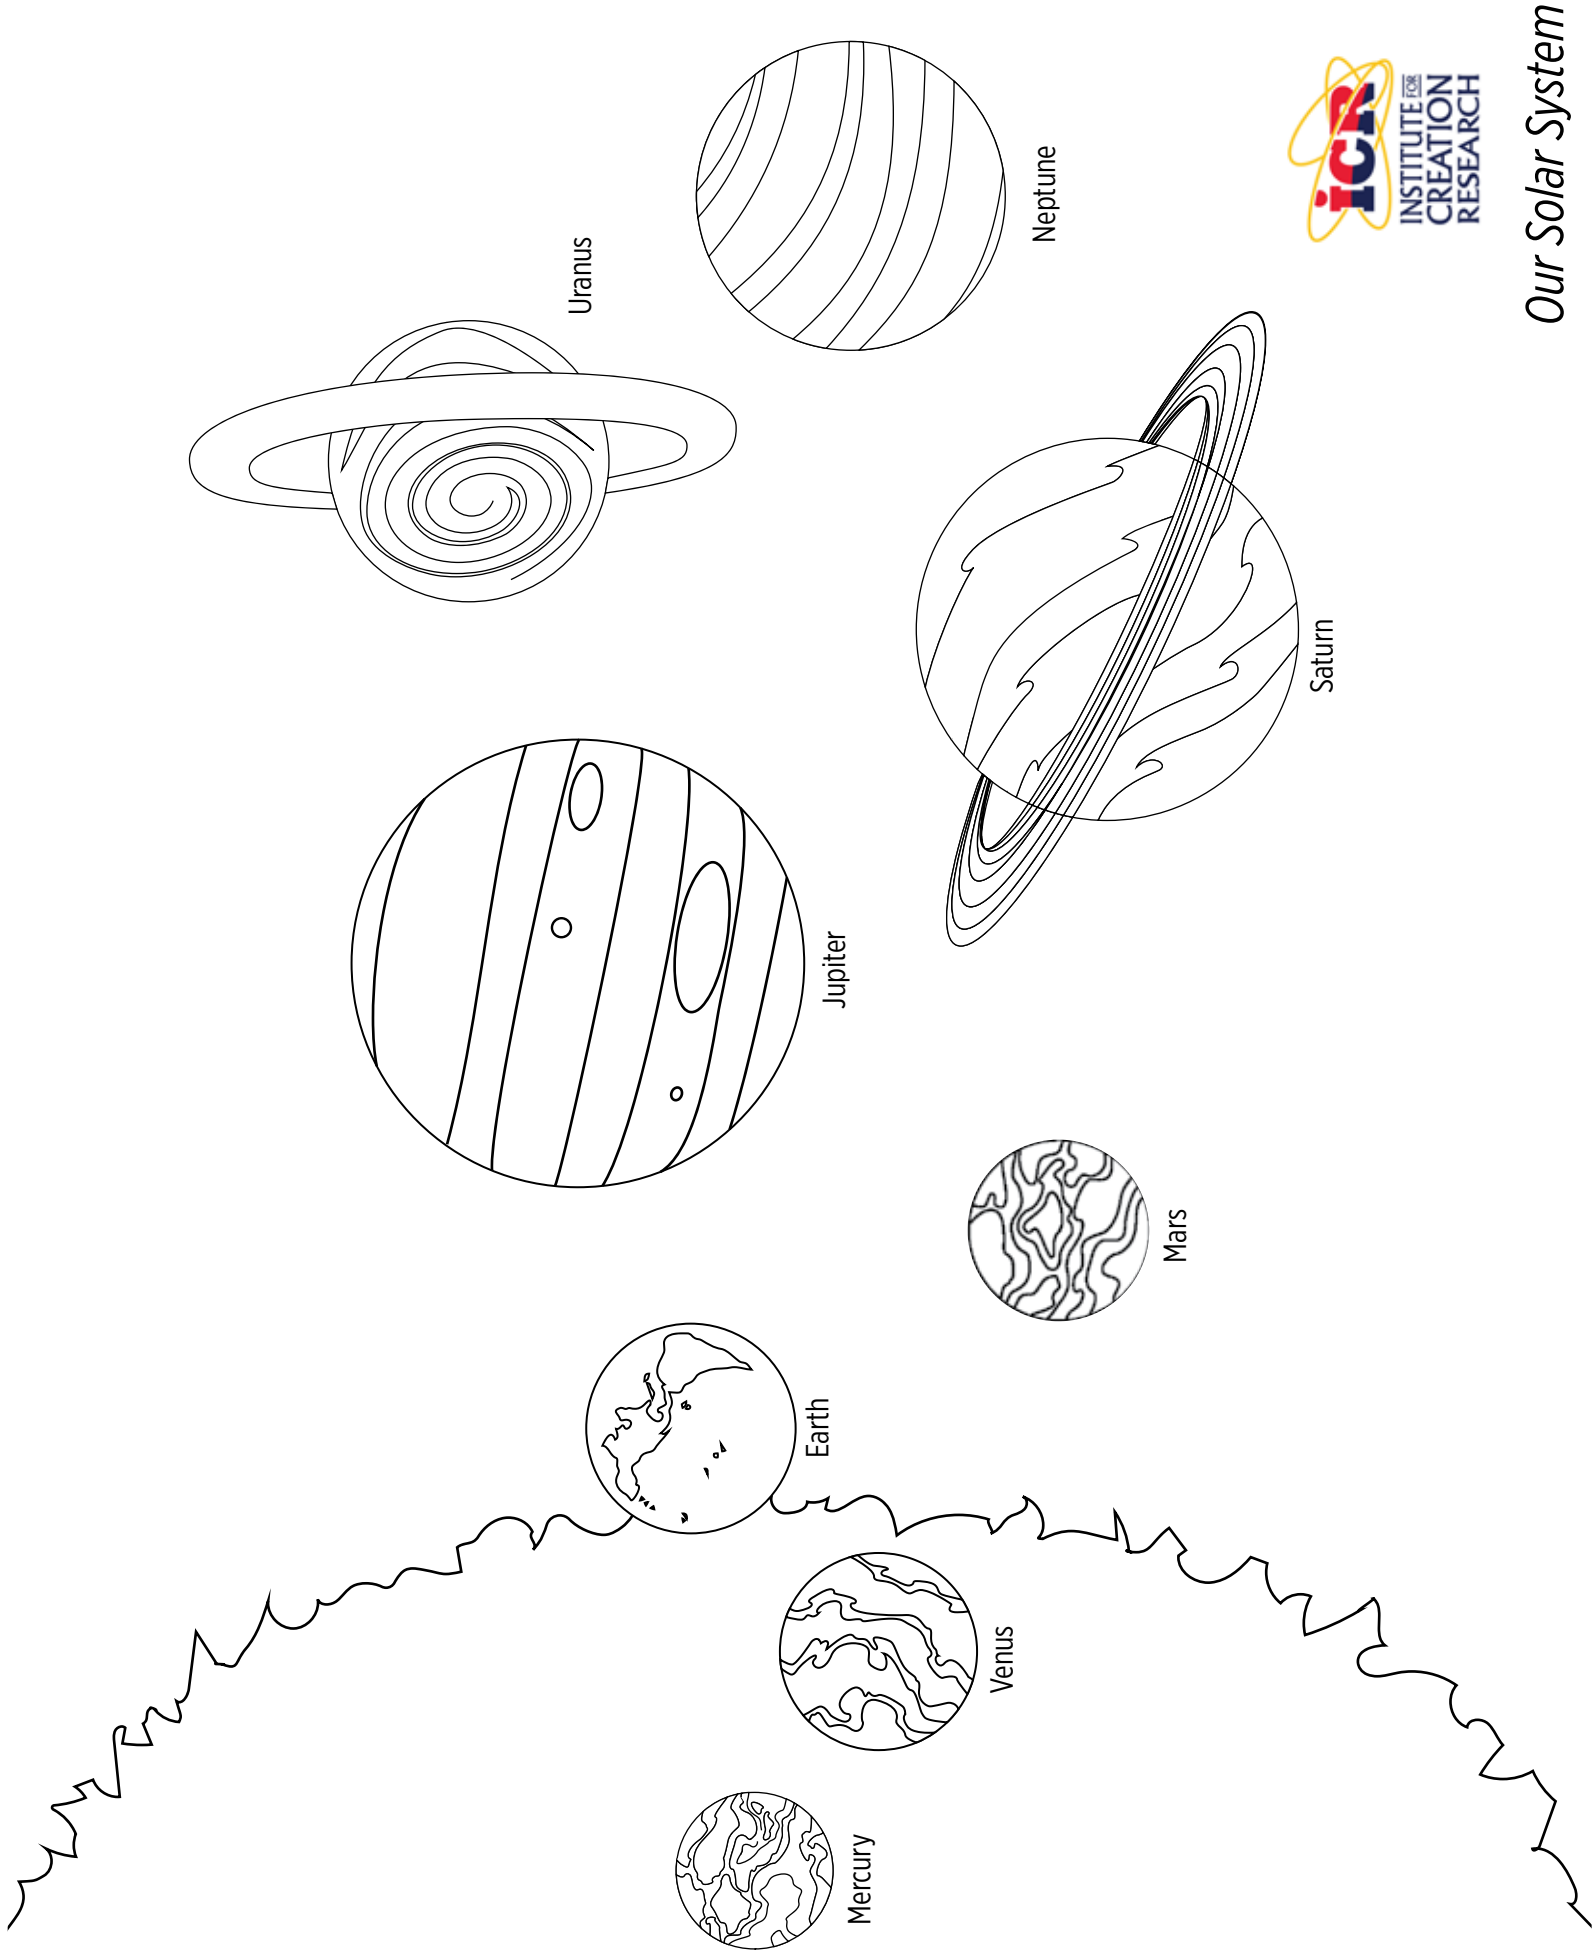 Mercury
Venus
Earth
Mars
Jupiter
Saturn
Uranus
Neptune
iCR
INSTITUTE FOR
CREATION
RESEARCH
Our Solar System